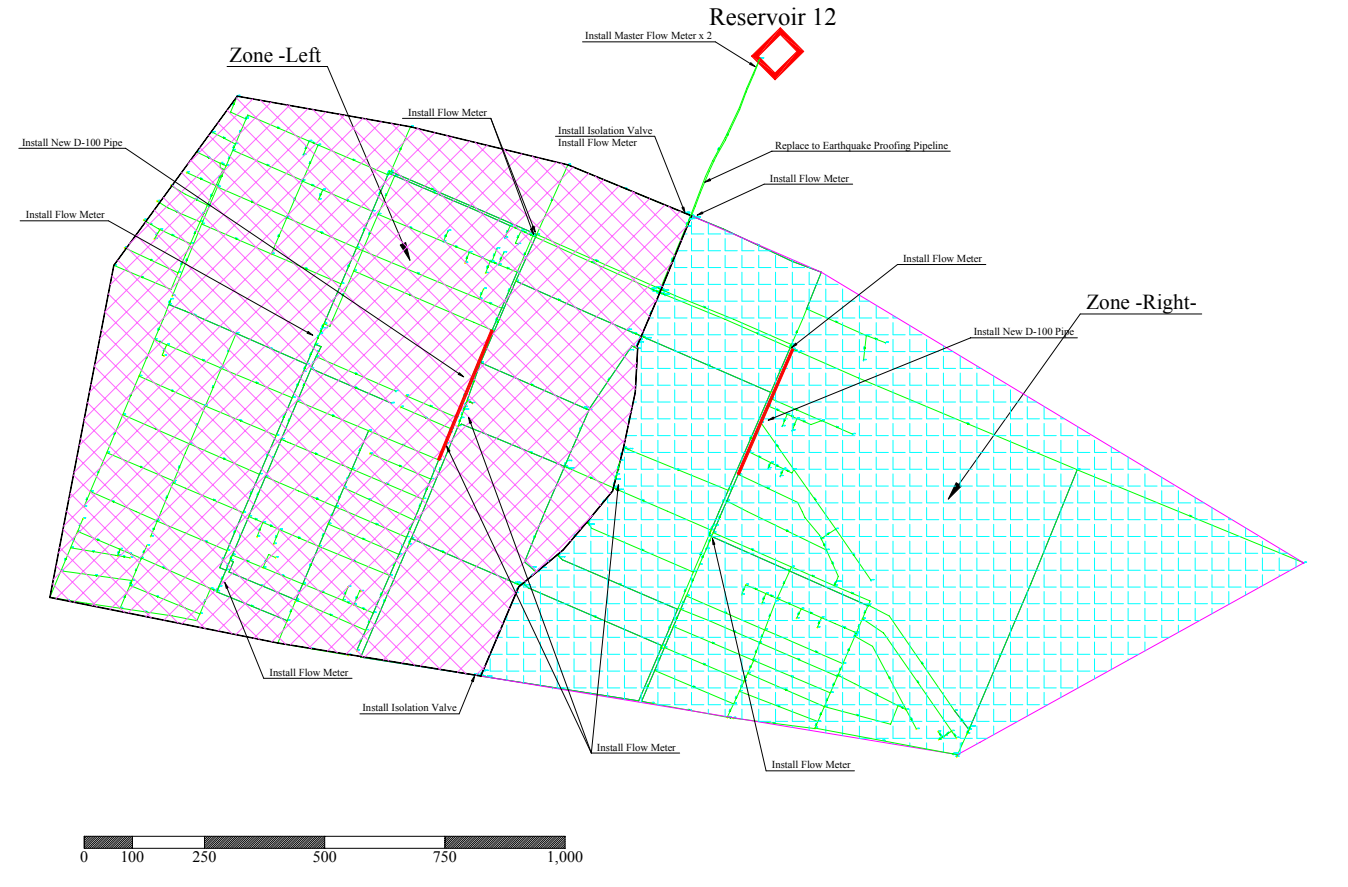 Reservoir 12
Install Master Flow Meter x 2
Zone -Left
Install Flow Meter
Install Isolation Valve
Install Flow Meter
Install New D-100 Pipe
Replace to Earthquake Proofing Pipeline
Install Flow Meter
Install Flow Meter
Install Flow Meter
Zone -Right-
Install New D-100 Pipe
Install Flow Meter
Install Isolation Valve
Install Flow Meter
Install Flow Meter
0 100 250 500 750 1,000